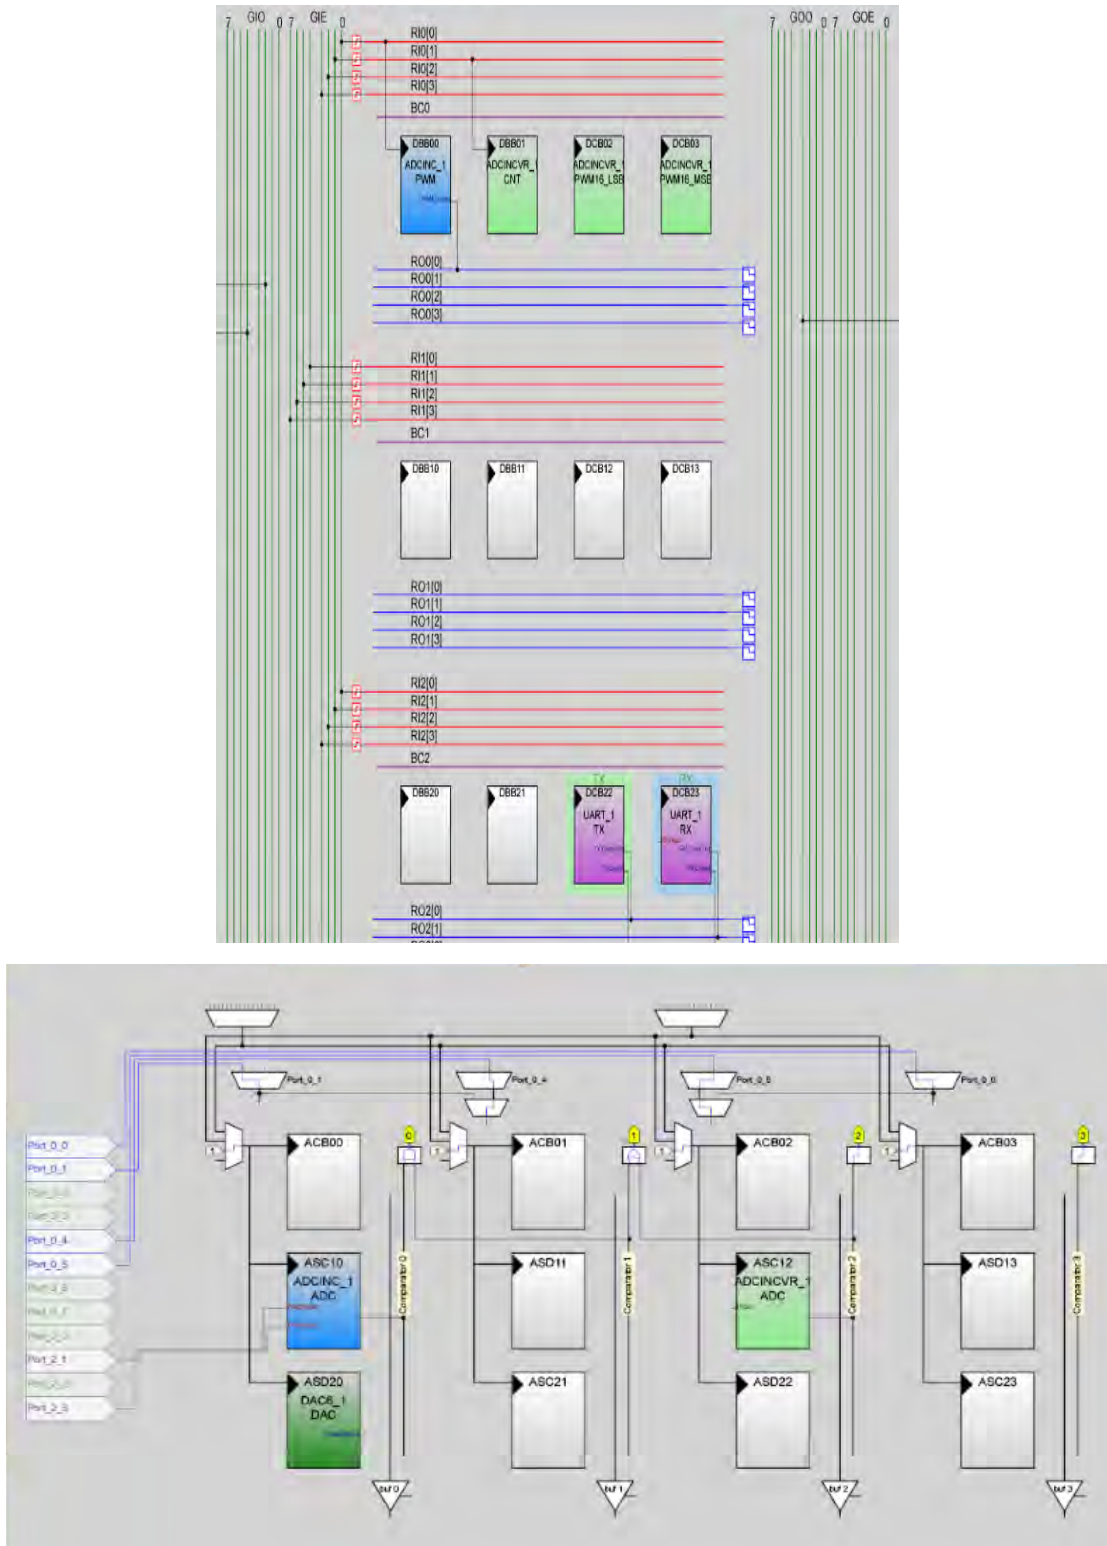 7 GIO 0 7 GIE 0
7 GOO 0 7 GOE 0
RI0[0]
RI0[1]
RI0[2]
RI0[3]
BC0
DBB00
ADCINC_1
PWM
DBB01
ADCINCVR_1
CNT
DCB02
ADCINCVR_1
PWM16_LSB
DCB03
ADCINCVR_1
PWM16_MSB
RO0[0]
RO0[1]
RO0[2]
RO0[3]
RI1[0]
RI1[1]
RI1[2]
RI1[3]
BC1
DBB10
DBB11
DCB12
DCB13
RO1[0]
RO1[1]
RO1[2]
RO1[3]
RI2[0]
RI2[1]
RI2[2]
RI2[3]
BC2
DBB20
DBB21
TX
DCB22
UART_1
TX
RX
DCB23
UART_1
RX
RO2[0]
RO2[1]
Port_0_1
Port_0_4
Port_0_5
Port_0_0
Port_0_0
Port_0_1
Port_0_4
Port_0_5
Port_2_1
Port_2_3
0
1
2
3
1
1
1
1
ACB00
ACB01
ACB02
ACB03
ASC10
ADCINC_1
ADC
ASD11
ASC12
ADCINCVR_1
ADC
ASD13
Comparator 0
Comparator 1
Comparator 2
Comparator 3
ASD20
DAC6_1
DAC
ASC21
ASD22
ASC23
buf 0
buf 1
buf 2
buf 3